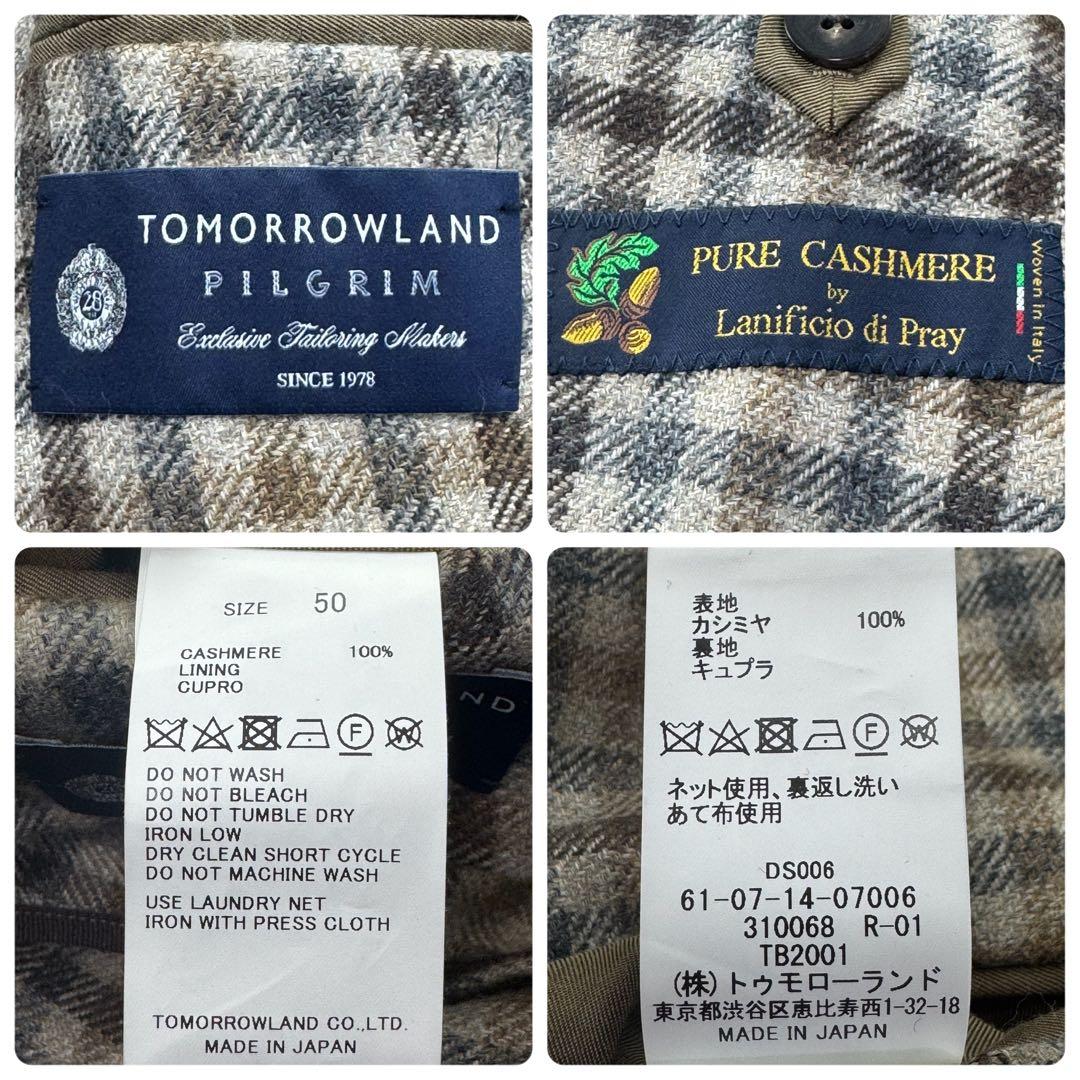 TOMORROWLAND
PILGRIM
28
Exclusive Tailoring Makers
SINCE 1978
PURE CASHMERE
by
Lanificio di Pray
Woven in Italy
SIZE 50
CASHMERE 100%
LINING
CUPRO
F
W
DO NOT WASH
DO NOT BLEACH
DO NOT TUMBLE DRY
IRON LOW
DRY CLEAN SHORT CYCLE
DO NOT MACHINE WASH
USE LAUNDRY NET
IRON WITH PRESS CLOTH
TOMORROWLAND CO.,LTD.
MADE IN JAPAN
ND
表地
カシミヤ 100%
裏地
キュプラ
F
W
ネット使用、裏返し洗い
あて布使用
DS006
61-07-14-07006
310068 R-01
TB2001
(株)トゥモローランド
東京都渋谷区恵比寿西1-32-18
MADE IN JAPAN